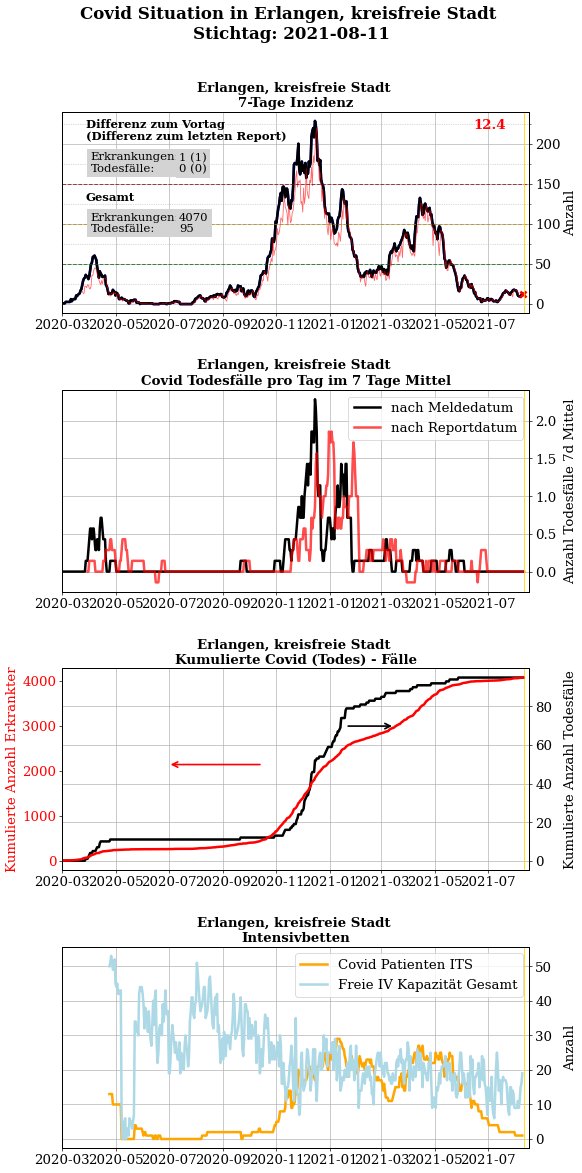 Covid Situation in Erlangen, kreisfreie Stadt
Stichtag: 2021-08-11
Erlangen, kreisfreie Stadt
7-Tage Inzidenz
Differenz zum Vortag
(Differenz zum letzten Report)
Erkrankungen 1 (1)
Todesfälle: 0 (0)
Gesamt
Erkrankungen 4070
Todesfälle: 95
12.4
200
150
100
50
0
Anzahl
2020-03 2020-05 2020-07 2020-09 2020-11 2021-01 2021-03 2021-05 2021-07
Erlangen, kreisfreie Stadt
Covid Todesfälle pro Tag im 7 Tage Mittel
nach Meldedatum
nach Reportdatum
2.0
1.5
1.0
0.5
0.0
Anzahl Todesfälle 7d Mittel
2020-03 2020-05 2020-07 2020-09 2020-11 2021-01 2021-03 2021-05 2021-07
Erlangen, kreisfreie Stadt
Kumulierte Covid (Todes) - Fälle
Kumulierte Anzahl Erkrankter
4000
3000
2000
1000
0
80
60
40
20
0
Kumulierte Anzahl Todesfälle
2020-03 2020-05 2020-07 2020-09 2020-11 2021-01 2021-03 2021-05 2021-07
Erlangen, kreisfreie Stadt
Intensivbetten
Covid Patienten ITS
Freie IV Kapazität Gesamt
50
40
30
20
10
0
Anzahl
2020-03 2020-05 2020-07 2020-09 2020-11 2021-01 2021-03 2021-05 2021-07